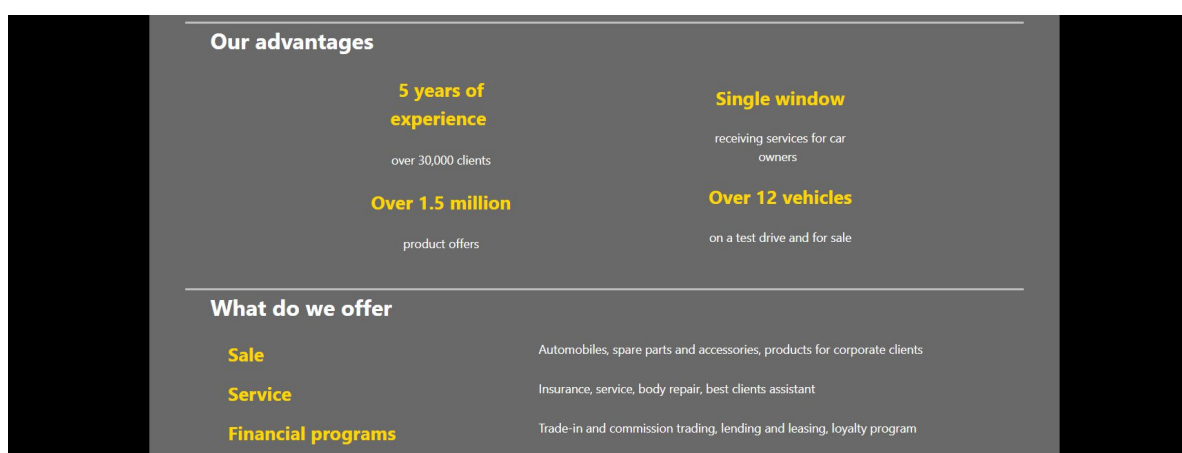 Our advantages
5 years of
experience
over 30,000 clients
Single window
receiving services for car
owners
Over 1.5 million
product offers
Over 12 vehicles
on a test drive and for sale
What do we offer
Sale
Automobiles, spare parts and accessories, products for corporate clients
Service
Insurance, service, body repair, best clients assistant
Financial programs
Trade-in and commission trading, lending and leasing, loyalty program